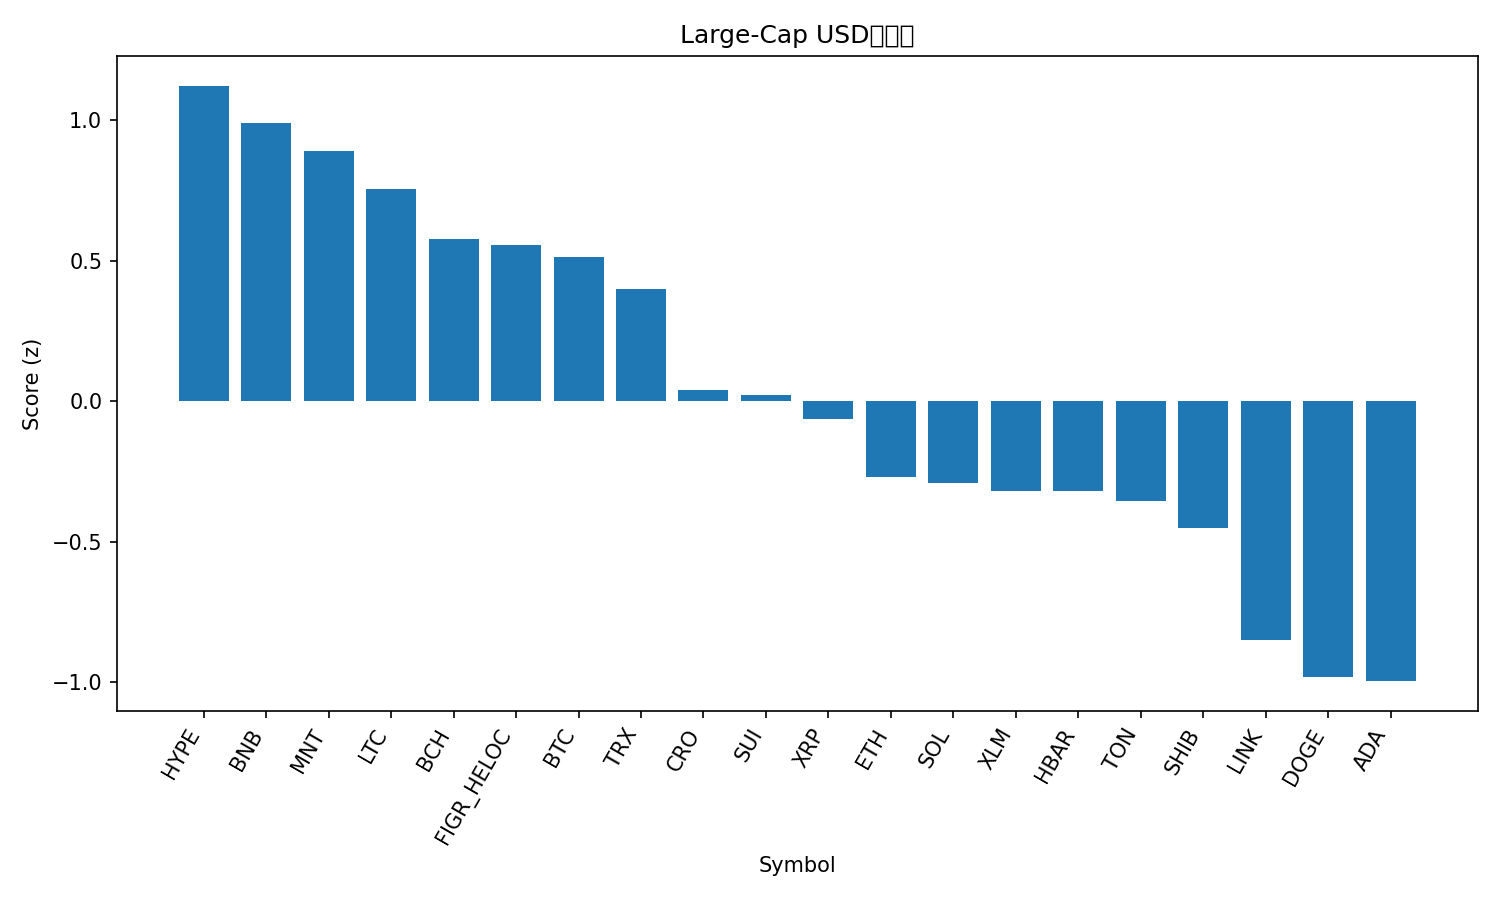 Large-Cap USD
Score (z)
1.0
0.5
0.0
−0.5
−1.0
HYPE
BNB
MNT
LTC
BCH
FIGR_HELOC
BTC
TRX
CRO
SUI
XRP
ETH
SOL
XLM
HBAR
TON
SHIB
LINK
DOGE
ADA
Symbol